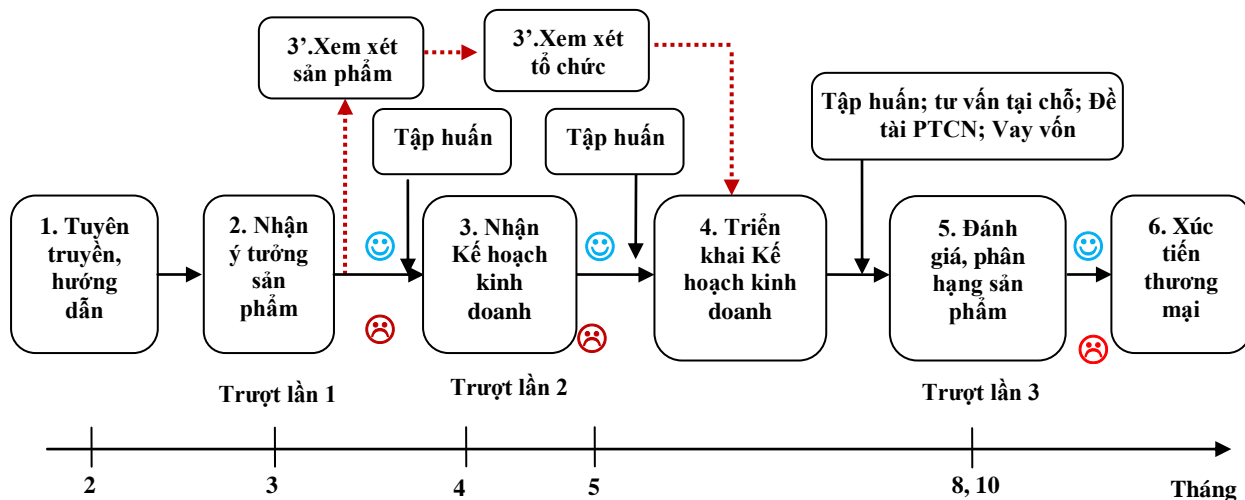 3’.Xem xét
sản phẩm
3’.Xem xét
tổ chức
Tập huấn
Tập huấn
Tập huấn; tư vấn tại chỗ; Đề
tài PTCN; Vay vốn
1. Tuyên
truyền,
hướng
dẫn
2. Nhận
ý tưởng
sản
phẩm
3. Nhận
Kế hoạch
kinh
doanh
4. Triển
khai Kế
hoạch kinh
doanh
5. Đánh
giá, phân
hạng sản
phẩm
6. Xúc
tiến
thương
mại
Trượt lần 1
Trượt lần 2
Trượt lần 3
2
3
4
5
8, 10
Tháng